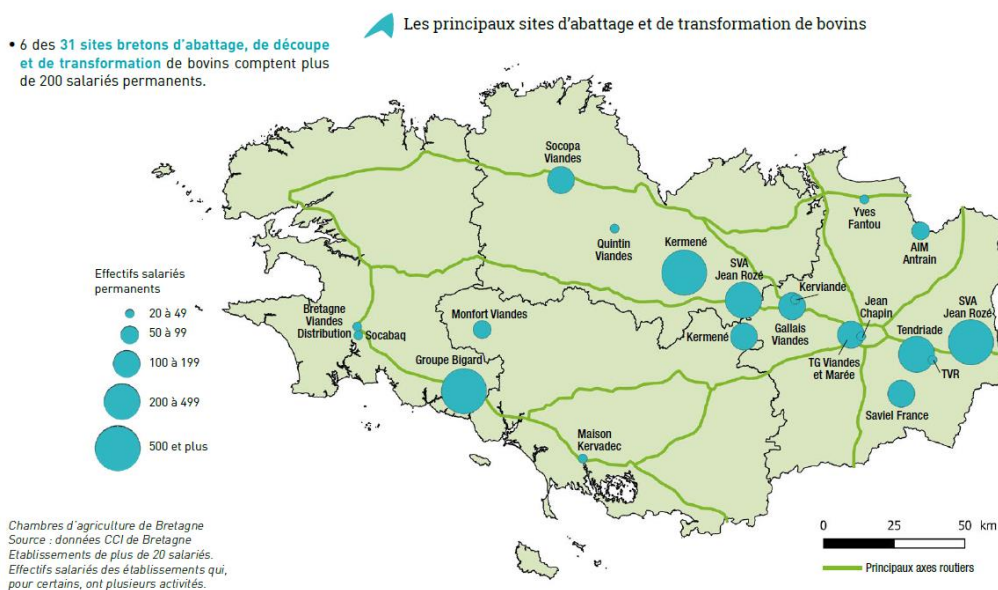 Les principaux sites d'abattage et de transformation de bovins
• 6 des 31 sites bretons d'abattage, de découpe
et de transformation de bovins comptent plus
de 200 salariés permanents.
Socopa
Viandes
Quintin
Viandes
Kermené
SVA
Jean Rozé
Kerviande
Yves
Fantou
AIM
Antrain
Jean
Chapin
SVA
Jean Rozé
Tendriade
Bretagne
Viandes
Distribution
Socabaq
Monfort Viandes
Groupe Bigard
Kermené
Gallais
Viandes
TG Viandes
et Marée
TVR
Saviel France
Maison
Kervadec
Effectifs salariés
permanents
20 à 49
50 à 99
100 à 199
200 à 499
500 et plus
Chambres d'agriculture de Bretagne
Source : données CCI de Bretagne
Etablissements de plus de 20 salariés.
Effectifs salariés des établissements qui,
pour certains, ont plusieurs activités.
0 25 50 km
Principaux axes routiers